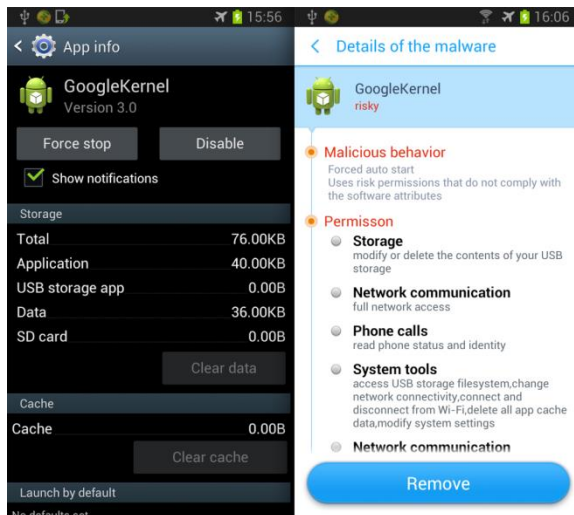 15:56
App info
GoogleKernel
Version 3.0
Force stop
Disable
Show notifications
Storage
Total 76.00KB
Application 40.00KB
USB storage app 0.00B
Data 36.00KB
SD card 0.00B
Clear data
Cache
Cache 0.00B
Clear cache
Launch by default
No defaults set
16:06
Details of the malware
GoogleKernel
risky
Malicious behavior
Forced auto start
Uses risk permissions that do not comply with
the software attributes
Permisson
Storage
modify or delete the contents of your USB
storage
Network communication
full network access
Phone calls
read phone status and identity
System tools
access USB storage filesystem,change
network connectivity,connect and
disconnect from Wi-Fi,delete all app cache
data,modify system settings
Network communication
Remove